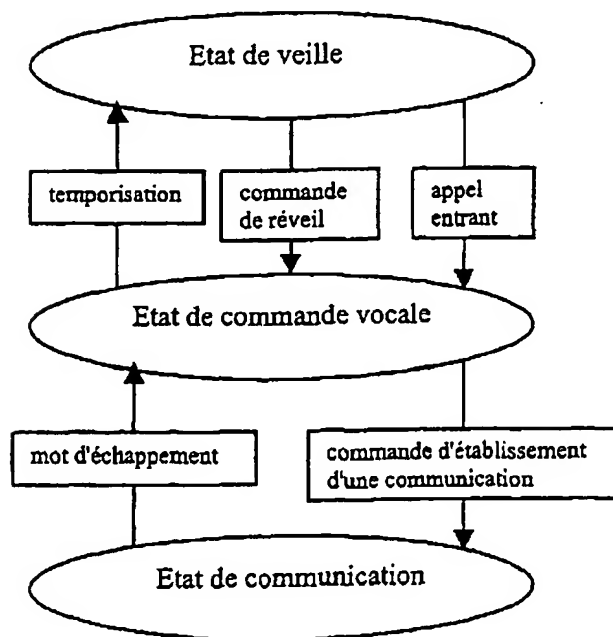 Etat de veille
temporisation
commande
de réveil
appel
entrant
Etat de commande vocale
mot d'échappement
commande d'établissement
d'une communication
Etat de communication